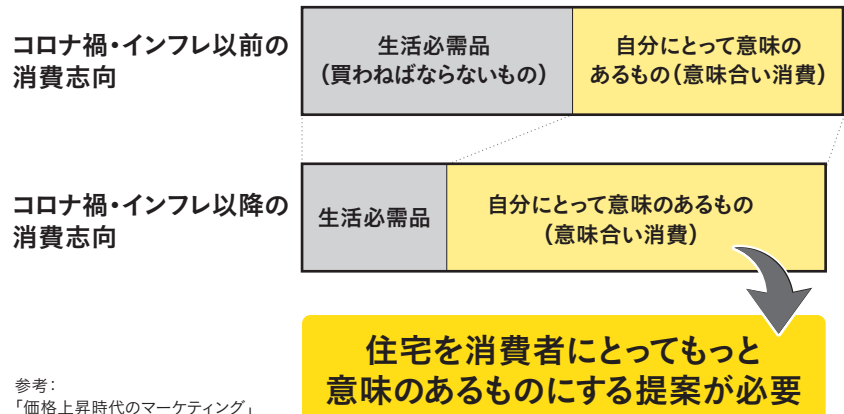 コロナ禍・インフレ以前の
消費志向
生活必需品
(買わねばならないもの)
自分にとって意味の
あるもの(意味合い消費)
コロナ禍・インフレ以降の
消費志向
生活必需品
自分にとって意味のあるもの
(意味合い消費)
住宅を消費者にとってもっと
意味のあるものにする提案が必要
参考：
「価格上昇時代のマーケティング」